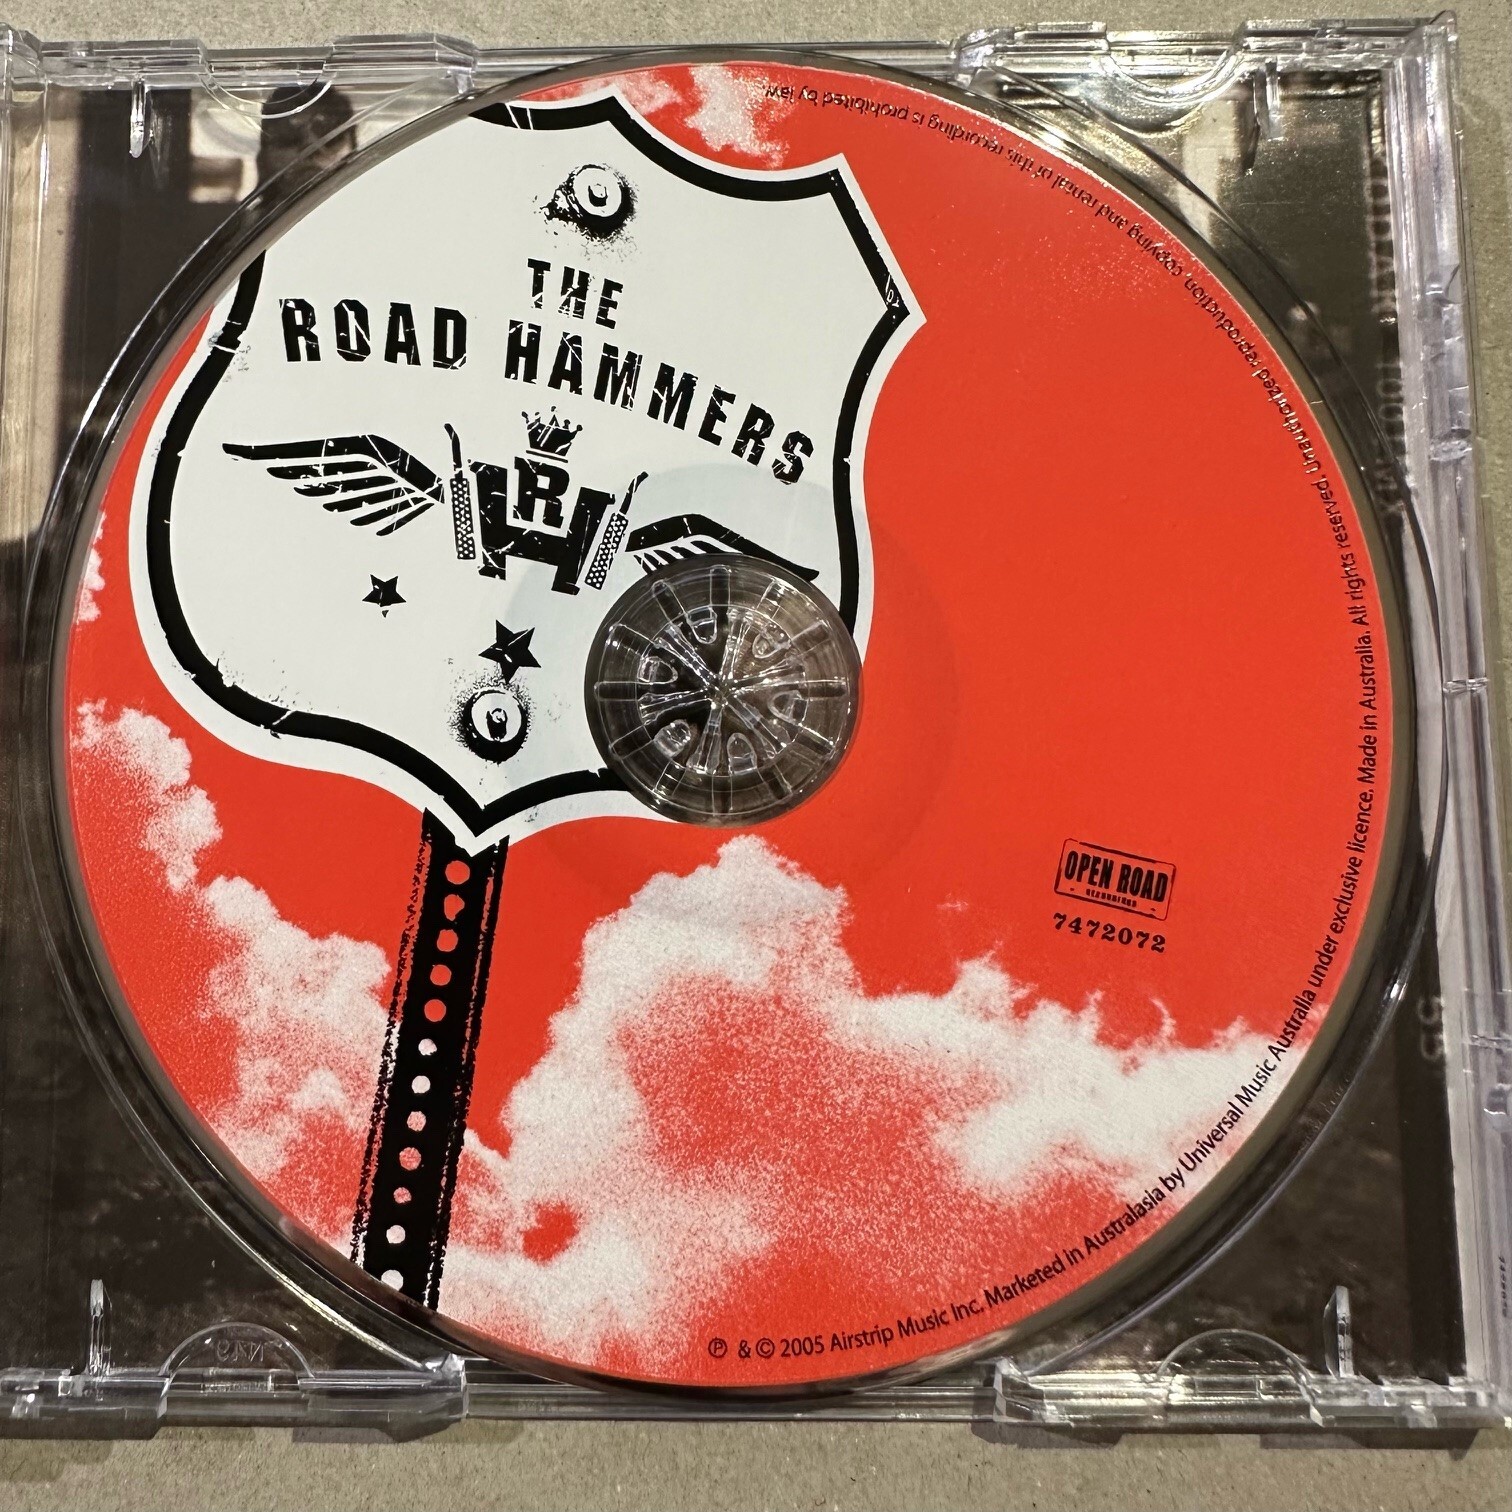 THE
ROAD HAMMERS
RH
OPEN ROAD
RECORDINGS
7472072
℗ & © 2005 Airstrip Music Inc. Marketed in Australasia by Universal Music Australia under exclusive licence. Made in Australia. All rights reserved. Unauthorized reproduction, copying and rental of this recording is prohibited by law.